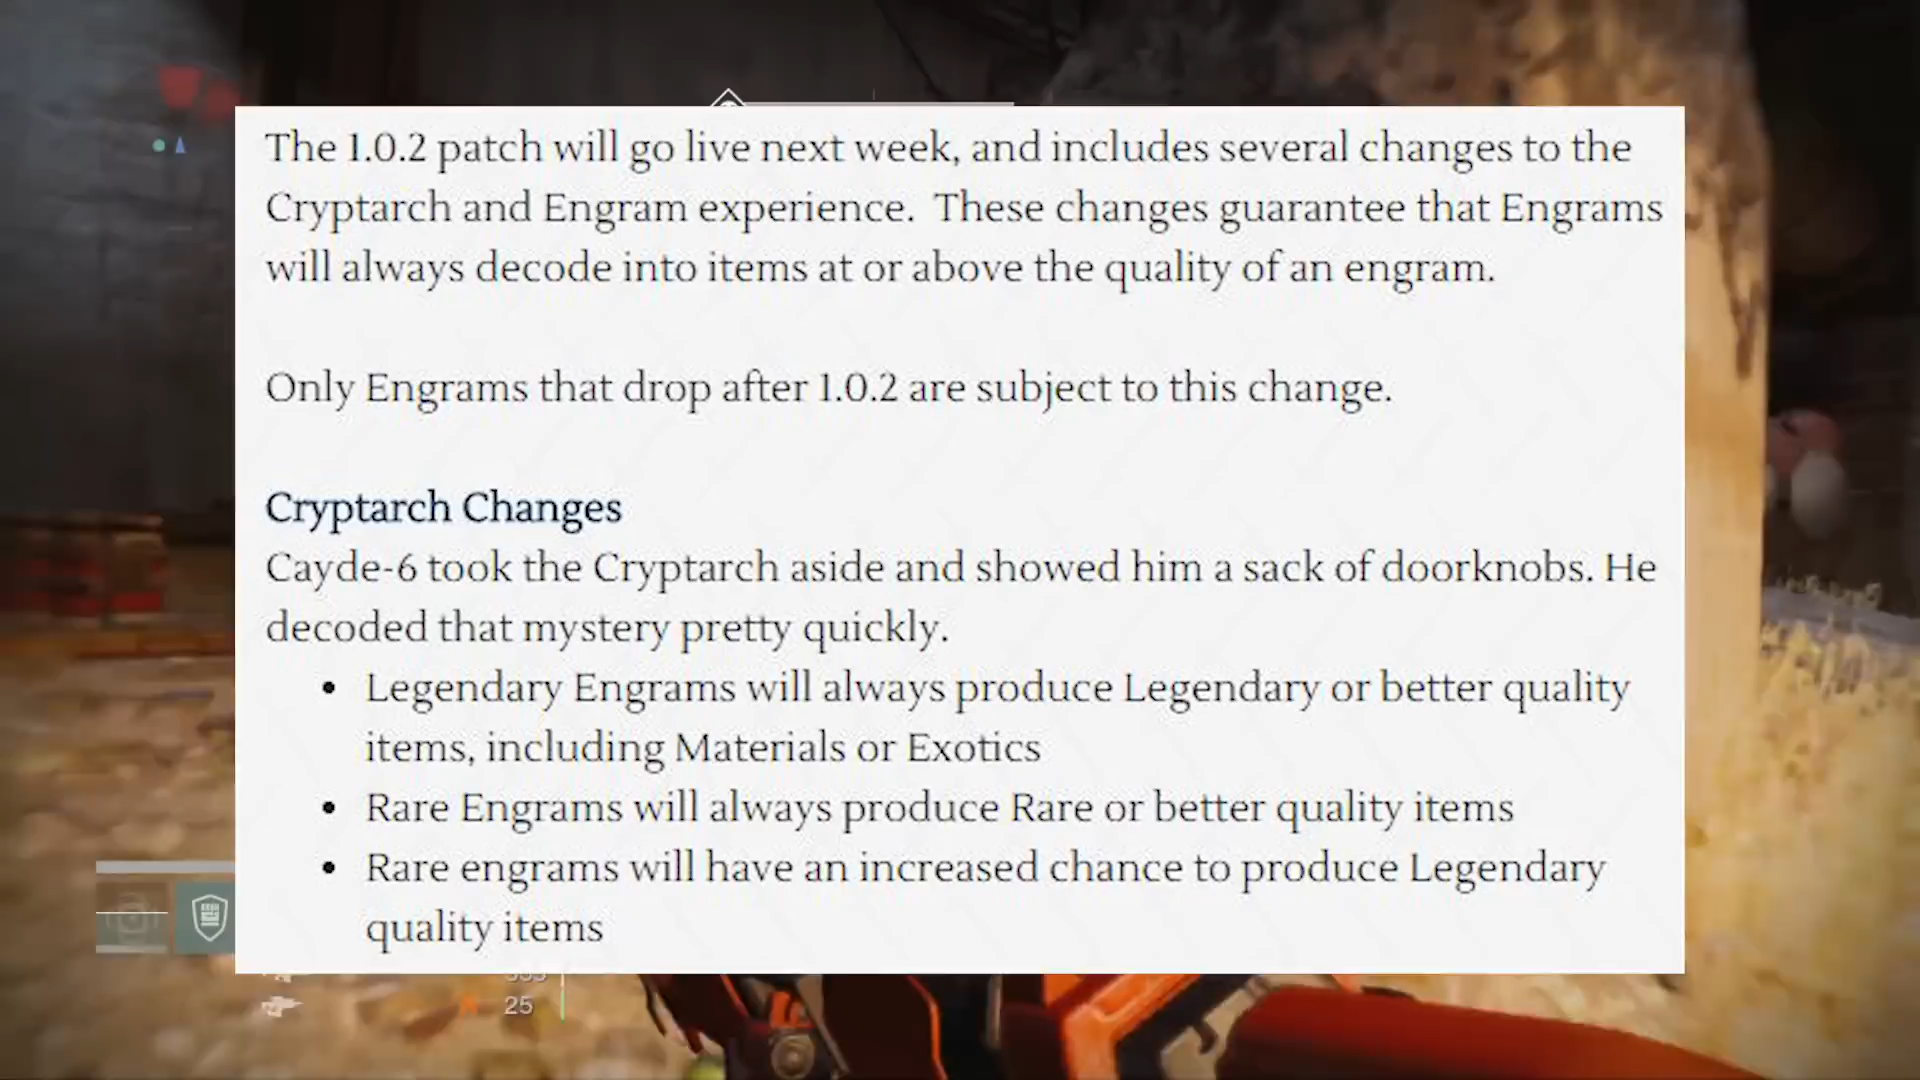 The 1.0.2 patch will go live next week, and includes several changes to the
Cryptarch and Engram experience.  These changes guarantee that Engrams
will always decode into items at or above the quality of an engram.
Only Engrams that drop after 1.0.2 are subject to this change.
Cryptarch Changes
Cayde-6 took the Cryptarch aside and showed him a sack of doorknobs. He
decoded that mystery pretty quickly.
• Legendary Engrams will always produce Legendary or better quality
items, including Materials or Exotics
• Rare Engrams will always produce Rare or better quality items
• Rare engrams will have an increased chance to produce Legendary
quality items
25